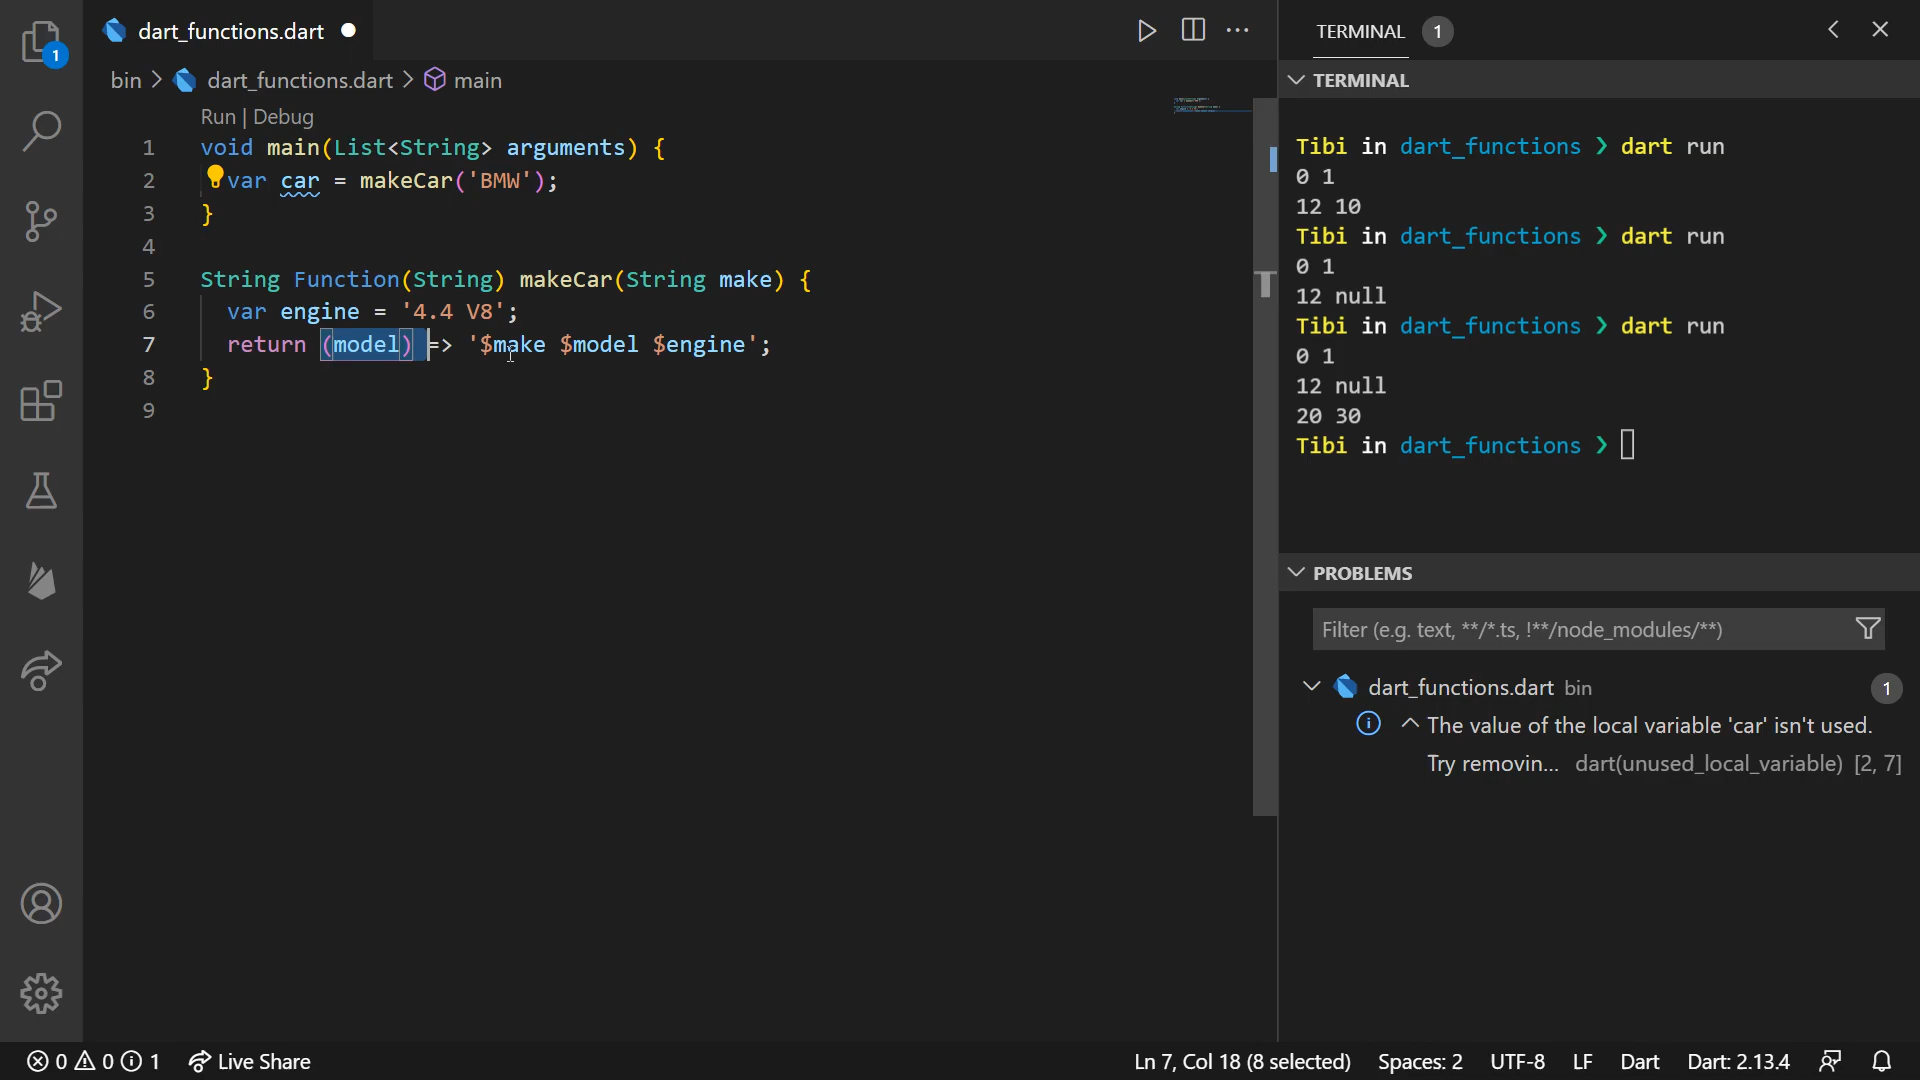 1
dart_functions.dart
bin > dart_functions.dart > main
Run | Debug
1 void main(List<String> arguments) {
2 var car = makeCar('BMW');
3 }
4
5 String Function(String) makeCar(String make) {
6 var engine = '4.4 V8';
7 return (model) => '$make $model $engine';
8 }
9
TERMINAL 1
TERMINAL
Tibi in dart_functions ❯ dart run
0 1
12 10
Tibi in dart_functions ❯ dart run
0 1
12 null
Tibi in dart_functions ❯ dart run
0 1
12 null
20 30
Tibi in dart_functions ❯
PROBLEMS
Filter (e.g. text, **/*.ts, !**/node_modules/**)
dart_functions.dart bin 1
The value of the local variable 'car' isn't used.
Try removin... dart(unused_local_variable) [2, 7]
0 0 1 Live Share Ln 7, Col 18 (8 selected) Spaces: 2 UTF-8 LF Dart Dart: 2.13.4